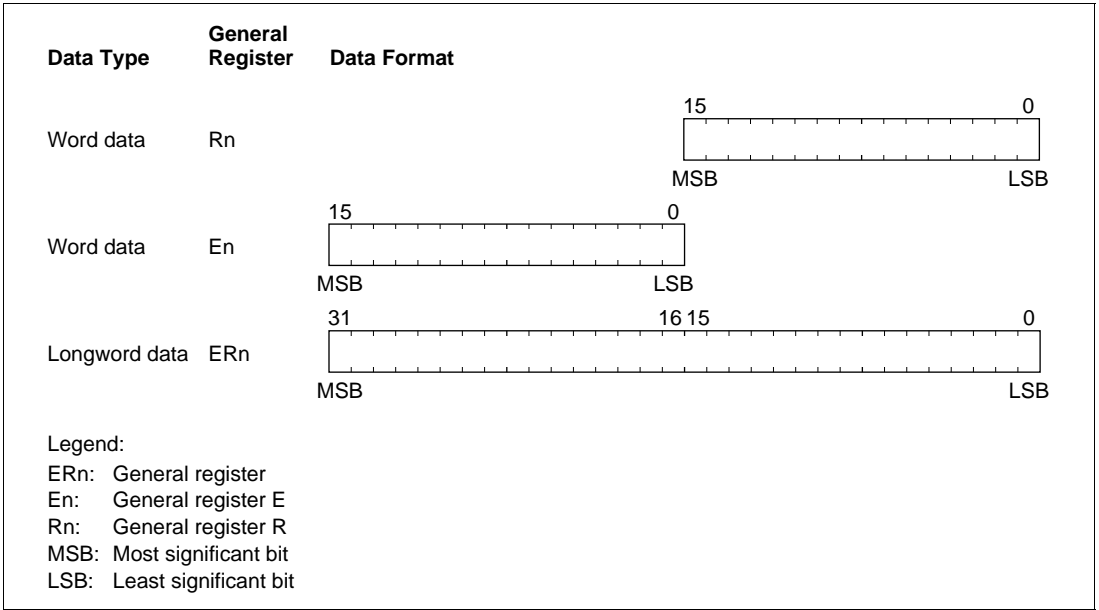 General
Data Type Register Data Format
15 0
Word data Rn
MSB LSB
15 0
Word data En
MSB LSB
31 16 15 0
Longword data ERn
MSB LSB
Legend:
ERn: General register
En: General register E
Rn: General register R
MSB: Most significant bit
LSB: Least significant bit